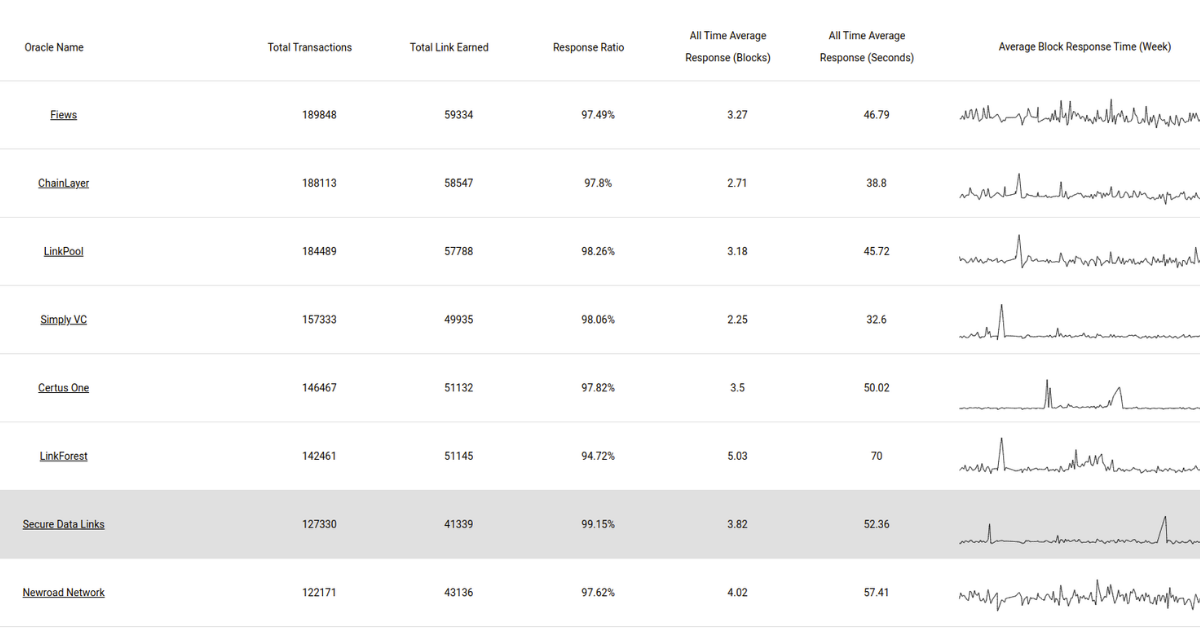 Oracle Name Total Transactions Total Link Earned Response Ratio All Time Average Response (Blocks) All Time Average Response (Seconds) Average Block Response Time (Week)
Fiews 189848 59334 97.49% 3.27 46.79
ChainLayer 188113 58547 97.8% 2.71 38.8
LinkPool 184489 57788 98.26% 3.18 45.72
Simply VC 157333 49935 98.06% 2.25 32.6
Certus One 146467 51132 97.82% 3.5 50.02
LinkForest 142461 51145 94.72% 5.03 70
Secure Data Links 127330 41339 99.15% 3.82 52.36
Newroad Network 122171 43136 97.62% 4.02 57.41